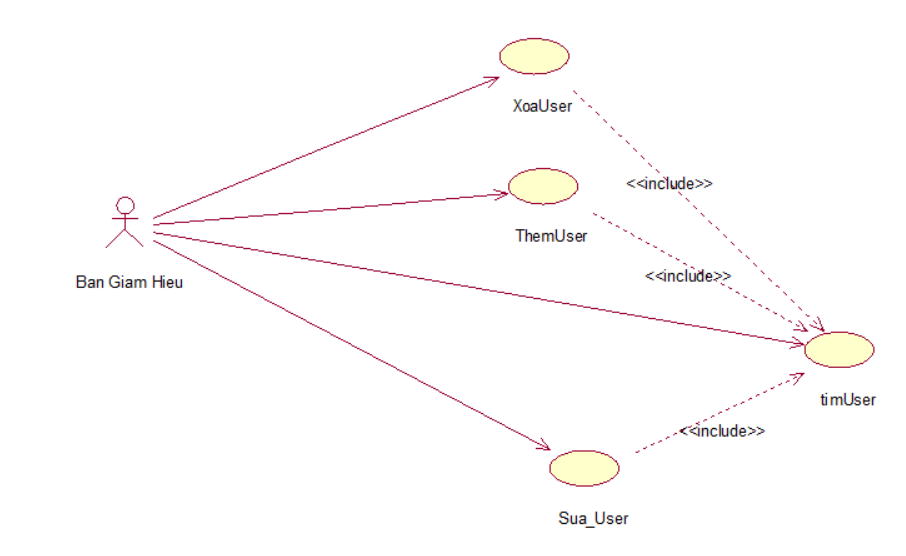 XoaUser
<<include>>
ThemUser
<<include>>
Ban Giam Hieu
timUser
<<include>>
Sua_User